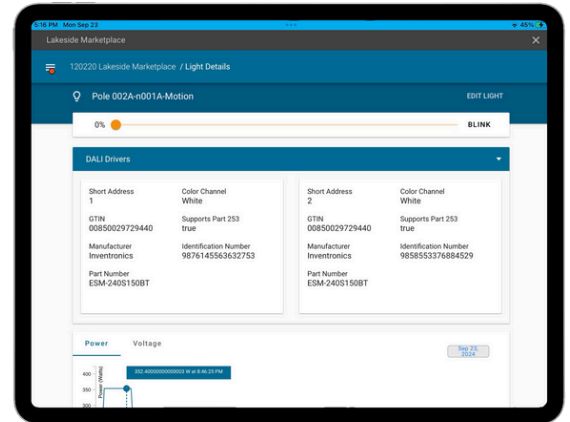 5:16 PM Mon Sep 23
45%
Lakeside Marketplace
120220 Lakeside Marketplace / Light Details
Pole 002A-n001A-Motion
EDIT LIGHT
0%
BLINK
DALI Drivers
Short Address
1
Color Channel
White
GTIN
00850029729440
Supports Part 253
true
Manufacturer
Inventronics
Identification Number
9876145563632753
Part Number
ESM-240S150BT
Short Address
2
Color Channel
White
GTIN
00850029729440
Supports Part 253
true
Manufacturer
Inventronics
Identification Number
9858553376884529
Part Number
ESM-240S150BT
Power
Voltage
Sep 23,
2024
Power (Watts)
400
350
300
W at 8:46:25 PM